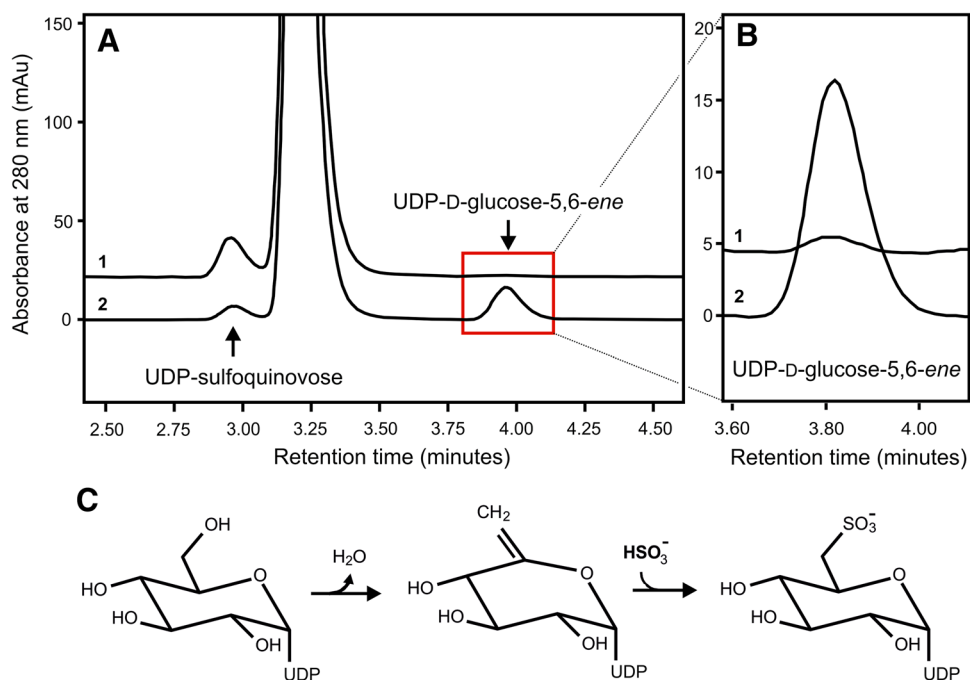 A
B
Absorbance at 280 nm (mAu)
150
100
50
0
1
2
UDP-D-glucose-5,6-ene
UDP-sulfoquinovose
2.50 2.75 3.00 3.25 3.50 3.75 4.00 4.25 4.50
Retention time (minutes)
20
15
10
5
0
1
2
UDP-D-glucose-5,6-ene
3.60 3.80 4.00
Retention time (minutes)
C
OH
O
HO
HO
OH
UDP
H₂O
CH₂
O
HO
HO
OH
UDP
HSO₃⁻
SO₃⁻
O
HO
HO
OH
UDP